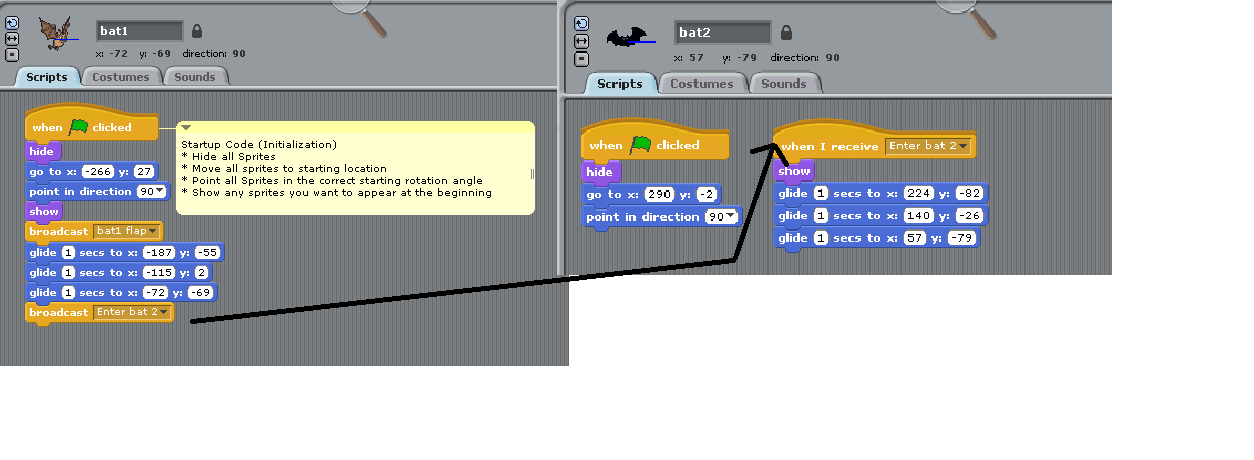 bat1
x: -72 y: -69 direction: 90
Scripts Costumes Sounds
when clicked
hide
go to x: -266 y: 27
point in direction 90
show
broadcast bat1 flap
glide 1 secs to x: -187 y: -55
glide 1 secs to x: -115 y: 2
glide 1 secs to x: -72 y: -69
broadcast Enter bat 2
Startup Code (Initialization)
* Hide all Sprites
* Move all sprites to starting location
* Point all Sprites in the correct starting rotation angle
* Show any sprites you want to appear at the beginning
bat2
x: 57 y: -79 direction: 90
Scripts Costumes Sounds
when clicked
hide
go to x: 290 y: -2
point in direction 90
when I receive Enter bat 2
show
glide 1 secs to x: 224 y: -82
glide 1 secs to x: 140 y: -26
glide 1 secs to x: 57 y: -79